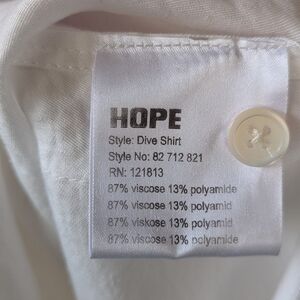 HOPE
Style: Dive Shirt
Style No: 82 712 821
RN: 121813
87% viscose 13% polyamide
87% viscose 13% polyamid
87% viskose 13% polyamid
87% viscose 13% polyamide